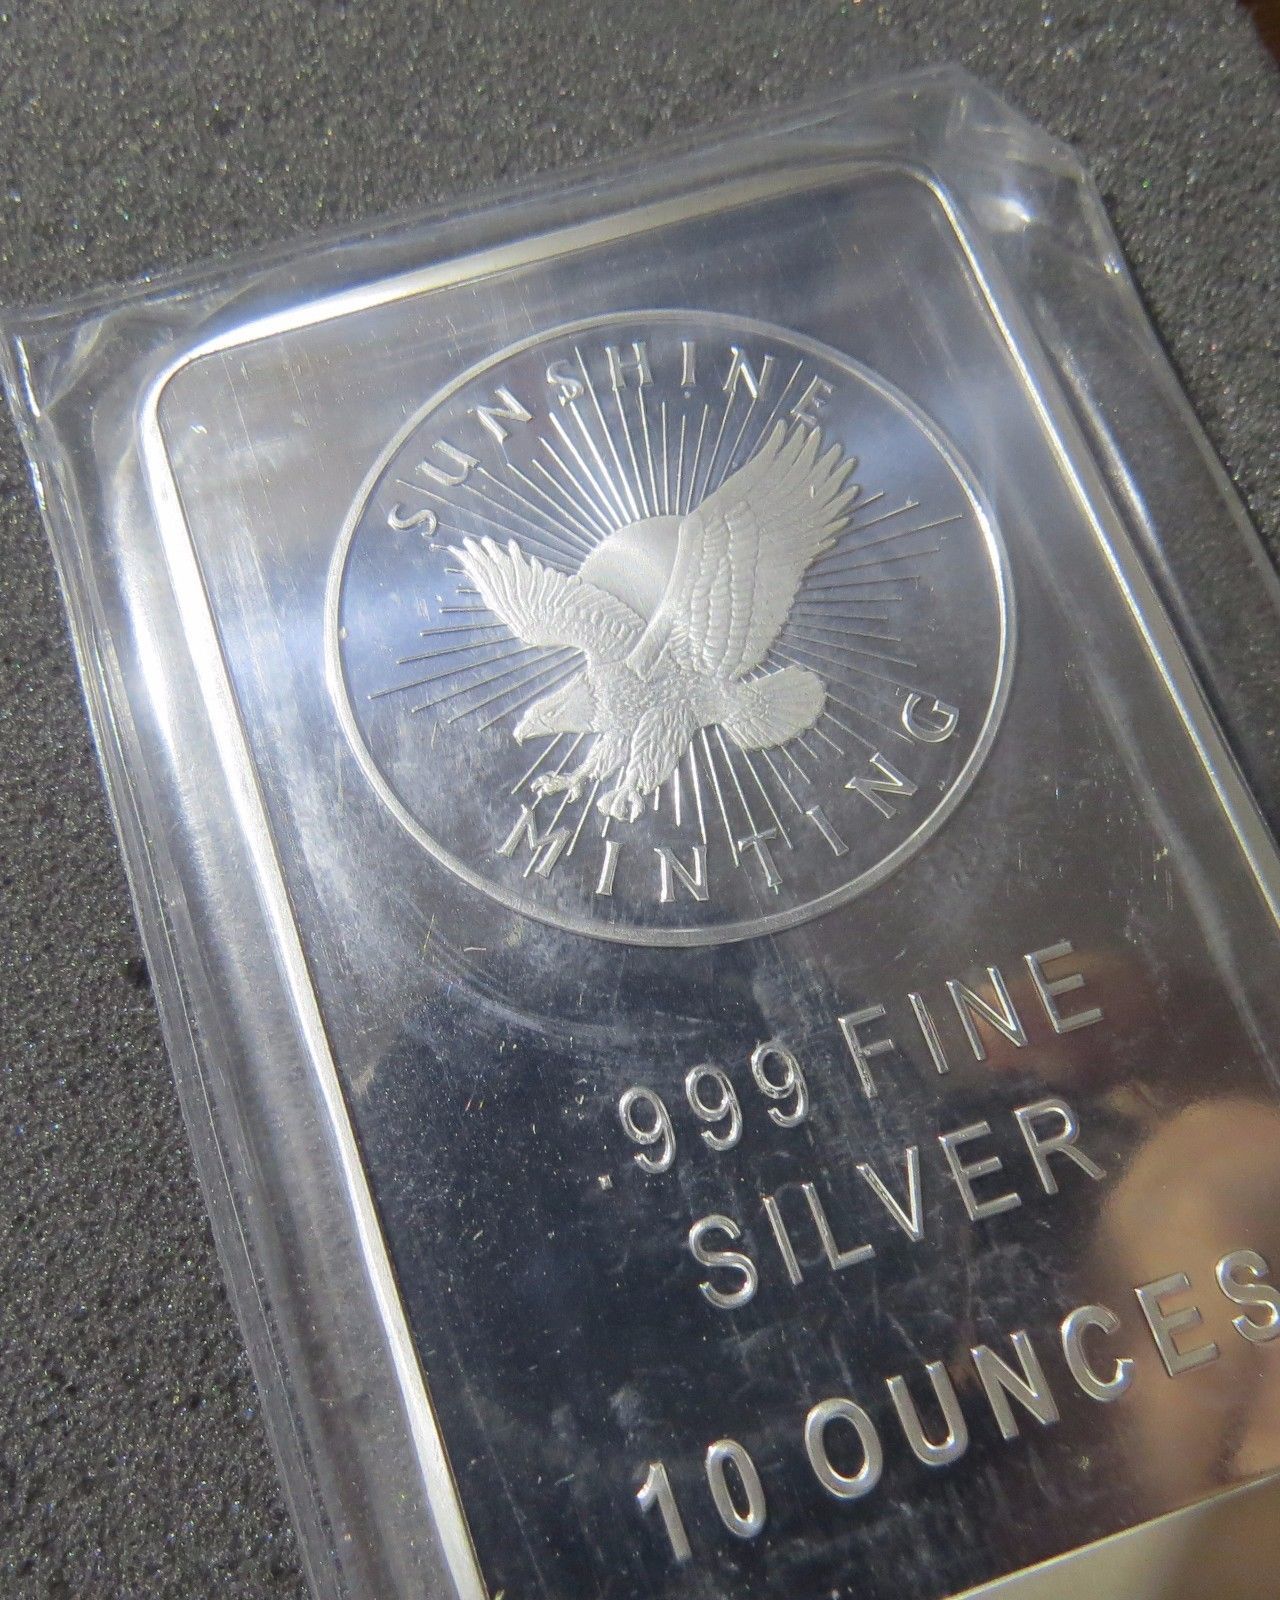 SUNSHINE
MINTING
.999 FINE
SILVER
10 OUNCES